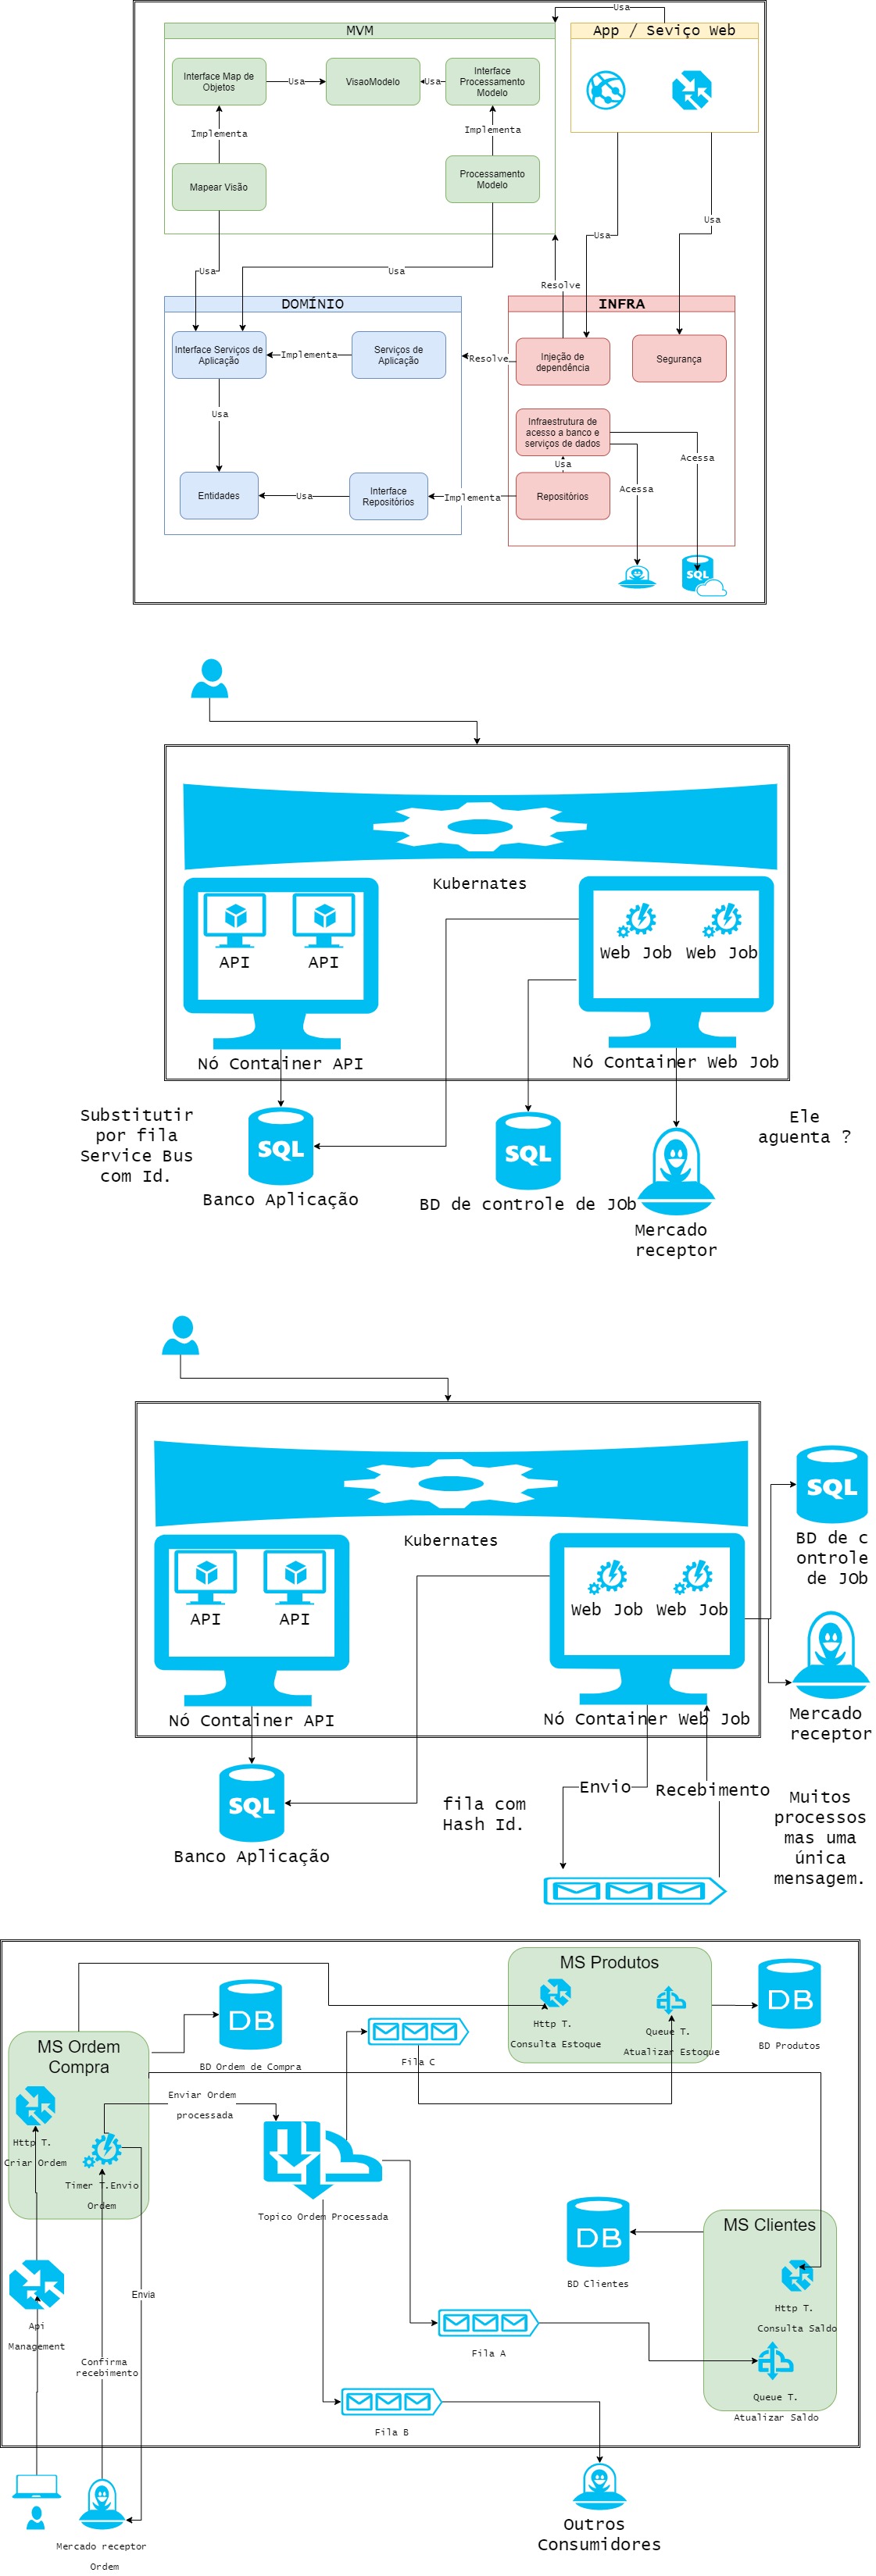 Usa
MVM
App / Seviço Web
Interface Map de
Objetos
Usa
VisaoModelo
Usa
Interface
Processamento
Modelo
Implementa
Implementa
Mapear Visão
Processamento
Modelo
Usa
Usa
Usa
Usa
Resolve
DOMÍNIO
INFRA
Interface Serviços de
Aplicação
Implementa
Serviços de
Aplicação
Resolve
Injeção de
dependência
Segurança
Usa
Infraestrutura de
acesso a banco e
serviços de dados
Acessa
Usa
Acessa
Entidades
Usa
Interface
Repositórios
Implementa
Repositórios
SQL
Kubernates
API
API
Web Job
Web Job
Nó Container API
Nó Container Web Job
Substitutir
por fila
Service Bus
com Id.
SQL
Banco Aplicação
SQL
BD de controle de JOb
Mercado
receptor
Ele
aguenta ?
Kubernates
API
API
Web Job
Web Job
Nó Container API
Nó Container Web Job
SQL
BD de c
ontrole
de JOb
Mercado
receptor
SQL
Banco Aplicação
fila com
Hash Id.
Envio
Recebimento
Muitos
processos
mas uma
única
mensagem.
MS Produtos
Http T.
Consulta Estoque
Queue T.
Atualizar Estoque
DB
BD Produtos
DB
BD Ordem de Compra
MS Ordem
Compra
Http T.
Criar Ordem
Timer T.Envio
Ordem
Enviar Ordem
processada
Fila C
Topico Ordem Processada
DB
BD Clientes
MS Clientes
Http T.
Consulta Saldo
Queue T.
Atualizar Saldo
Api
Management
Envia
Confirma
recebimento
Fila A
Fila B
Mercado receptor
Ordem
Outros
Consumidores